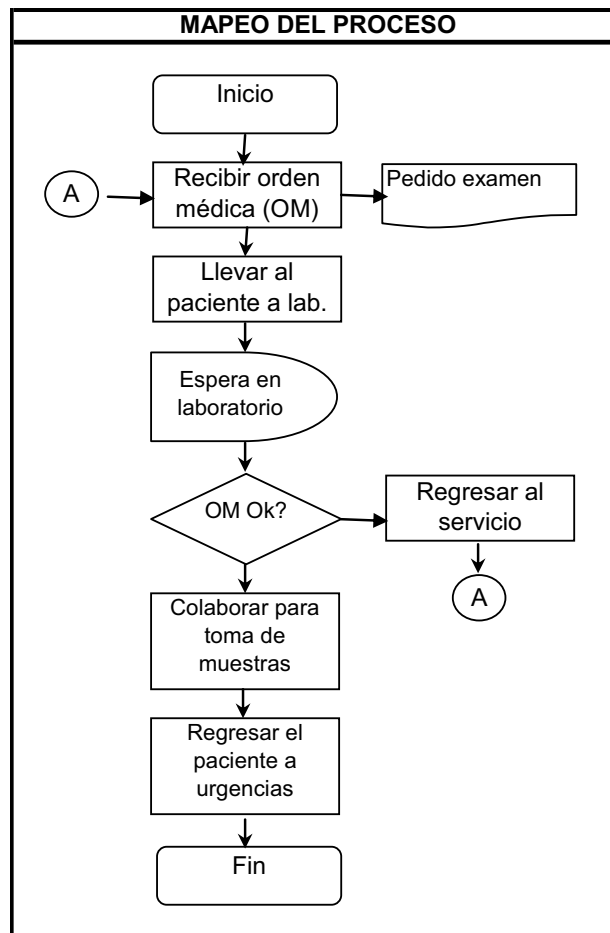 MAPEO DEL PROCESO
Inicio
A
Recibir orden
médica (OM)
Pedido examen
Llevar al
paciente a lab.
Espera en
laboratorio
OM Ok?
Regresar al
servicio
A
Colaborar para
toma de
muestras
Regresar el
paciente a
urgencias
Fin